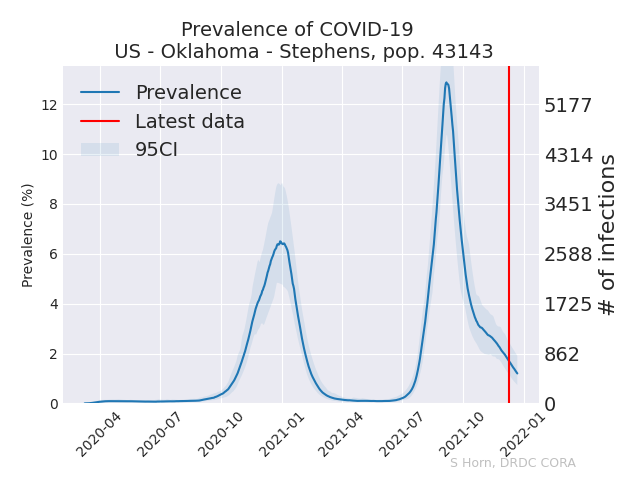 Prevalence of COVID-19
US - Oklahoma - Stephens, pop. 43143
Prevalence
Latest data
95CI
Prevalence (%)
12
10
8
6
4
2
0
5177
4314
3451
2588
1725
862
0
# of infections
2020-04
2020-07
2020-10
2021-01
2021-04
2021-07
2021-10
2022-01
S Horn, DRDC CORA